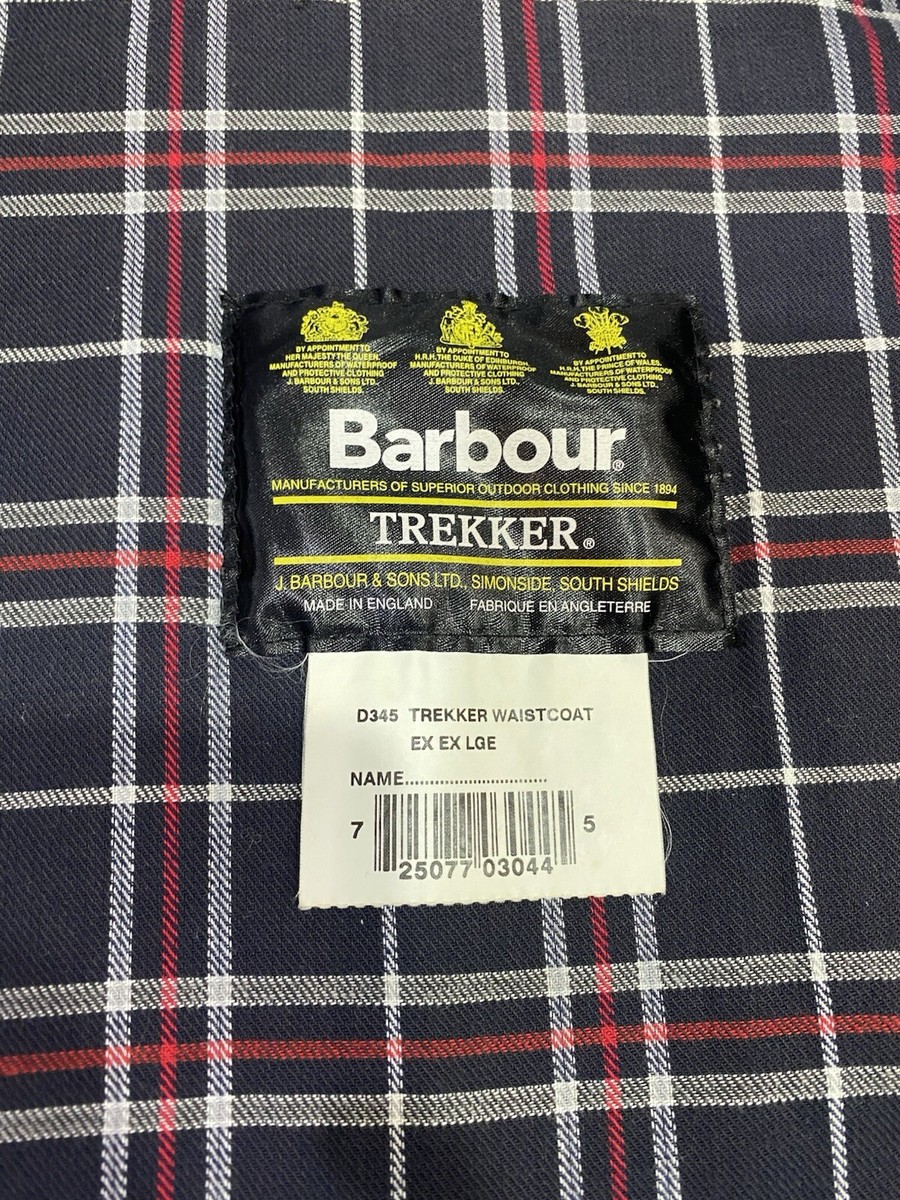 BY APPOINTMENT TO
HER MAJESTY THE QUEEN,
MANUFACTURERS OF WATERPROOF
AND PROTECTIVE CLOTHING
J. BARBOUR & SONS LTD.
SOUTH SHIELDS.
BY APPOINTMENT TO
H.R.H. THE DUKE OF EDINBURGH,
MANUFACTURERS OF WATERPROOF
AND PROTECTIVE CLOTHING
J. BARBOUR & SONS LTD.,
SOUTH SHIELDS.
BY APPOINTMENT TO
H.R.H. THE PRINCE OF WALES,
MANUFACTURERS OF WATERPROOF
AND PROTECTIVE CLOTHING
J. BARBOUR & SONS LTD.,
SOUTH SHIELDS.
Barbour®
MANUFACTURERS OF SUPERIOR OUTDOOR CLOTHING SINCE 1894
TREKKER®
J. BARBOUR & SONS LTD., SIMONSIDE, SOUTH SHIELDS
MADE IN ENGLAND FABRIQUE EN ANGLETERRE
D345 TREKKER WAISTCOAT
EX EX LGE
NAME............................
7 25077 03044 5